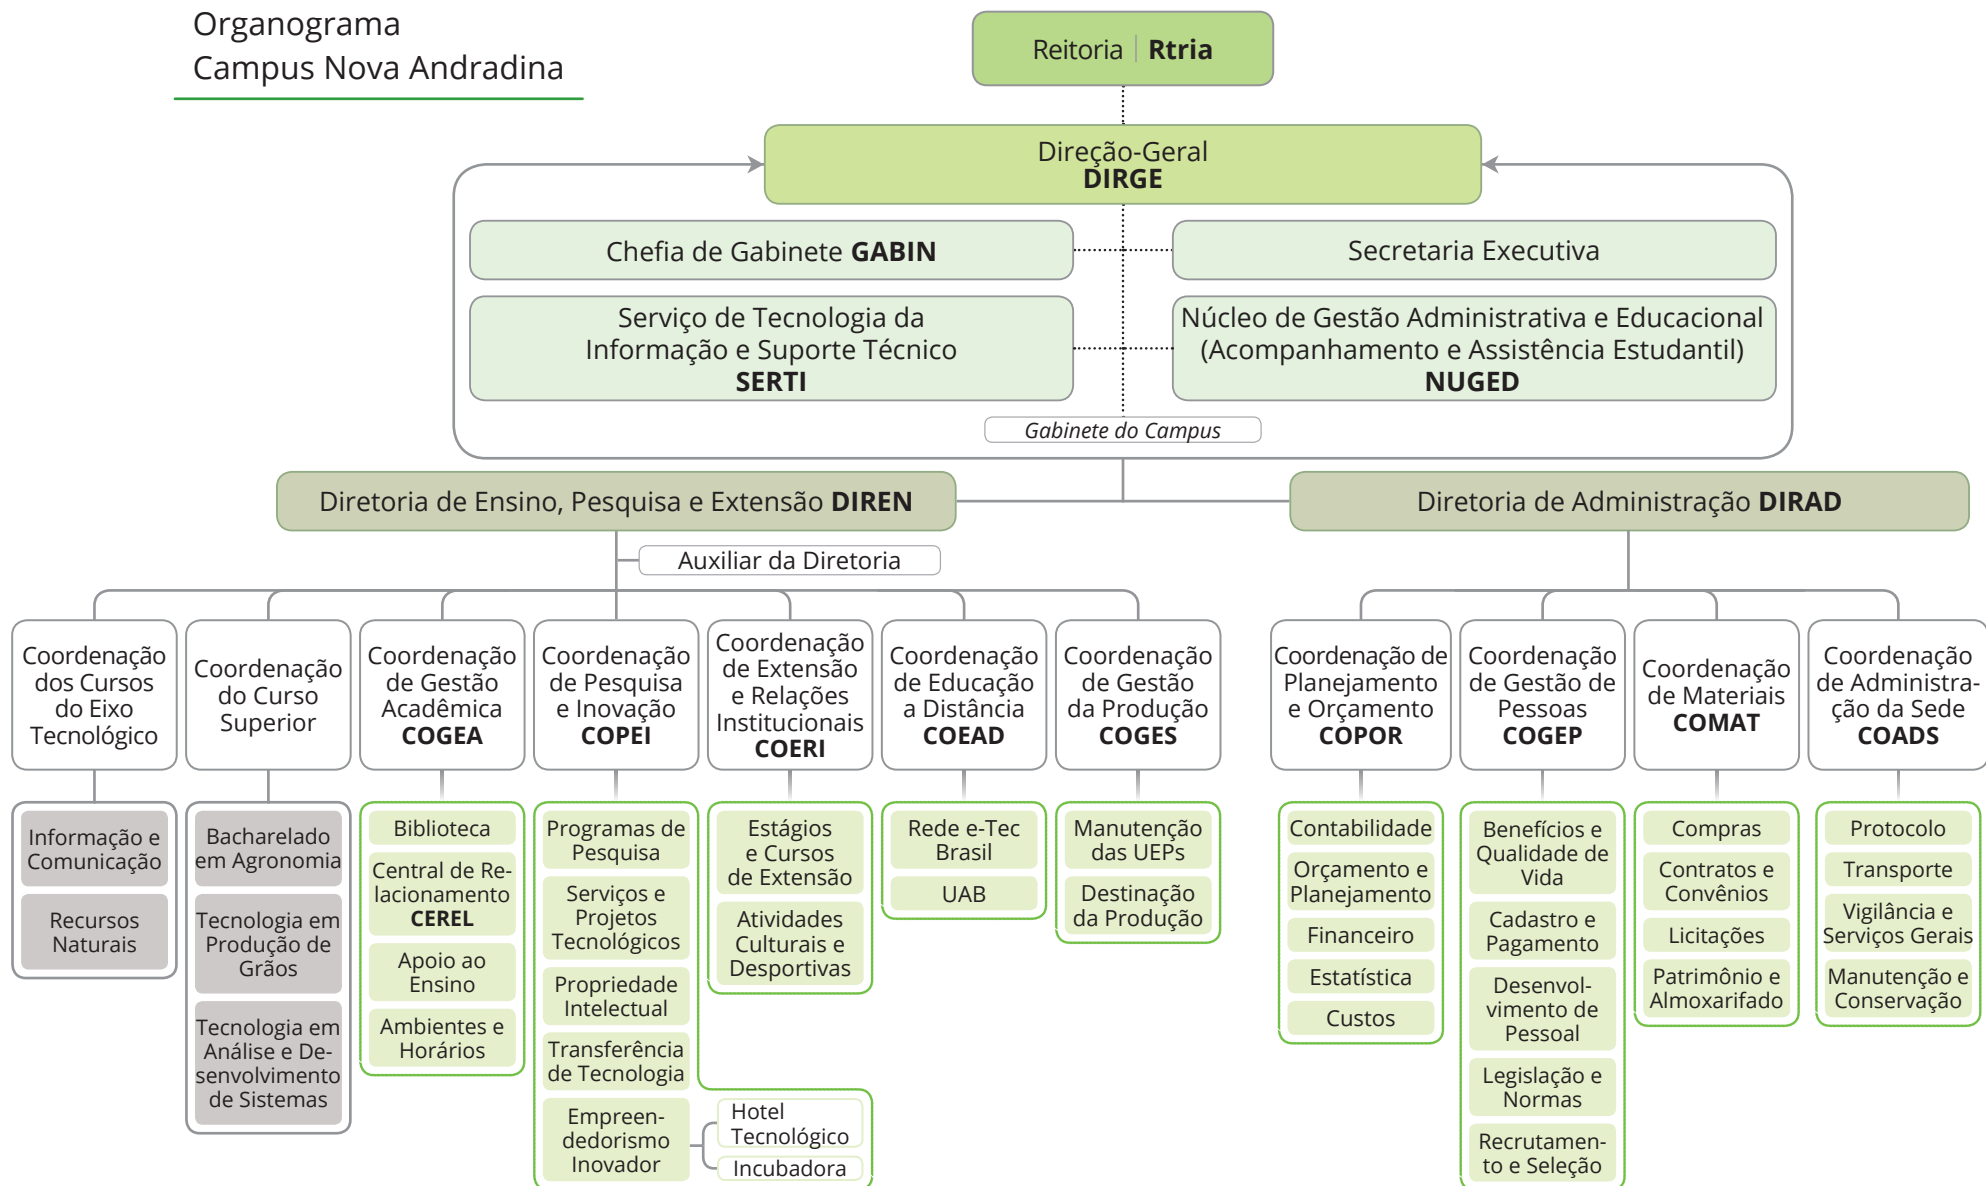 Organograma
Campus Nova Andradina
Reitoria | Rtria
Direção-Geral
DIRGE
Chefia de Gabinete GABIN
Secretaria Executiva
Serviço de Tecnologia da
Informação e Suporte Técnico
SERTI
Núcleo de Gestão Administrativa e Educacional
(Acompanhamento e Assistência Estudantil)
NUGED
Gabinete do Campus
Diretoria de Ensino, Pesquisa e Extensão DIREN
Diretoria de Administração DIRAD
Auxiliar da Diretoria
Coordenação
dos Cursos
do Eixo
Tecnológico
Coordenação
do Curso
Superior
Coordenação
de Gestão
Acadêmica
COGEA
Coordenação
de Pesquisa
e Inovação
COPEI
Coordenação
de Extensão
e Relações
Institucionais
COERI
Coordenação
de Educação
a Distância
COEAD
Coordenação
de Gestão
da Produção
COGES
Coordenação de
Planejamento
e Orçamento
COPOR
Coordenação
de Gestão de
Pessoas
COGEP
Coordenação
de Materiais
COMAT
Coordenação
de Administra-
ção da Sede
COADS
Informação e
Comunicação
Recursos
Naturais
Bacharelado
em Agronomia
Tecnologia em
Produção de
Grãos
Tecnologia em
Análise e De-
senvolvimento
de Sistemas
Biblioteca
Central de Re-
lacionamento
CEREL
Apoio ao
Ensino
Ambientes e
Horários
Programas de
Pesquisa
Serviços e
Projetos
Tecnológicos
Propriedade
Intelectual
Transferência
de Tecnologia
Empreen-
dedorismo
Inovador
Hotel
Tecnológico
Incubadora
Estágios
e Cursos
de Extensão
Atividades
Culturais e
Desportivas
Rede e-Tec
Brasil
UAB
Manutenção
das UEPs
Destinação
da Produção
Contabilidade
Orçamento e
Planejamento
Financeiro
Estatística
Custos
Benefícios e
Qualidade de
Vida
Cadastro e
Pagamento
Desenvol-
vimento de
Pessoal
Legislação e
Normas
Recrutamen-
to e Seleção
Compras
Contratos e
Convênios
Licitações
Patrimônio e
Almoxarifado
Protocolo
Transporte
Vigilância e
Serviços Gerais
Manutenção e
Conservação